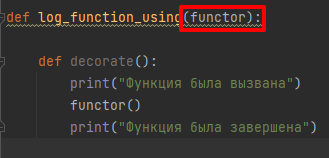 def log_function_using(functor):
def decorate():
print("Функция была вызвана")
functor()
print("Функция была завершена")